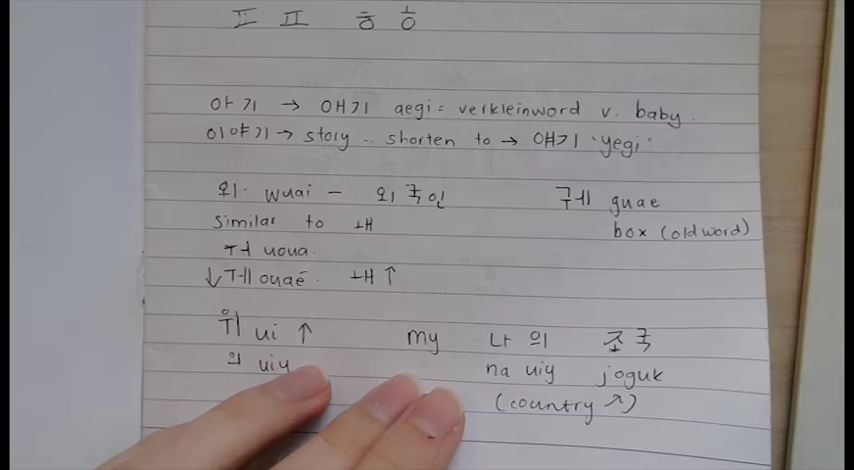 ㅍ ㅍ ㅎ ㅎ
아기 → 애기 aegi = verkleinword v. baby.
이야기 → story - shorten to → 얘기 'yegi'
외· wuai - 외국인 궤 guae
similar to ㅙ box (old word)
ㅝ uoua.
↓ ㅞ ouaé. ㅙ ↑
위 ui ↑ my 나의 조국
의 uiy na uiy joguk
(country ↗)